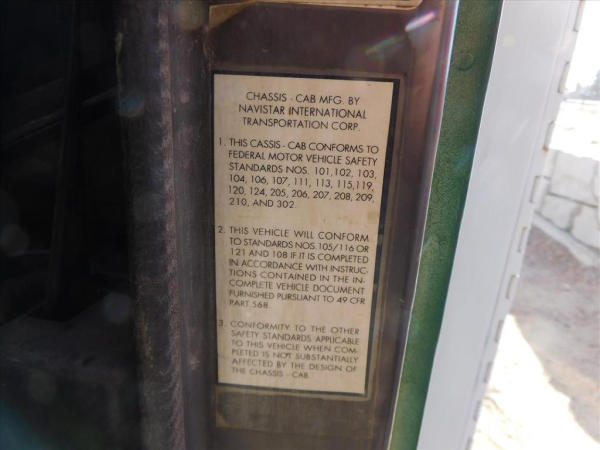 CHASSIS - CAB MFG. BY
NAVISTAR INTERNATIONAL
TRANSPORTATION CORP.
1. THIS CASSIS - CAB CONFORMS TO
FEDERAL MOTOR VEHICLE SAFETY
STANDARDS NOS. 101, 102, 103,
104, 106, 107, 111, 113, 115, 119,
120, 124, 205, 206, 207, 208, 209,
210, AND 302.
2. THIS VEHICLE WILL CONFORM
TO STANDARDS NOS. 105/116 OR
121 AND 108 IF IT IS COMPLETED
IN ACCORDANCE WITH INSTRUC-
TIONS CONTAINED IN THE IN-
COMPLETE VEHICLE DOCUMENT
FURNISHED PURSUANT TO 49 CFR
PART 568.
3. CONFORMITY TO THE OTHER
SAFETY STANDARDS APPLICABLE
TO THIS VEHICLE WHEN COM-
PLETED IS NOT SUBSTANTIALLY
AFFECTED BY THE DESIGN OF
THE CHASSIS - CAB.